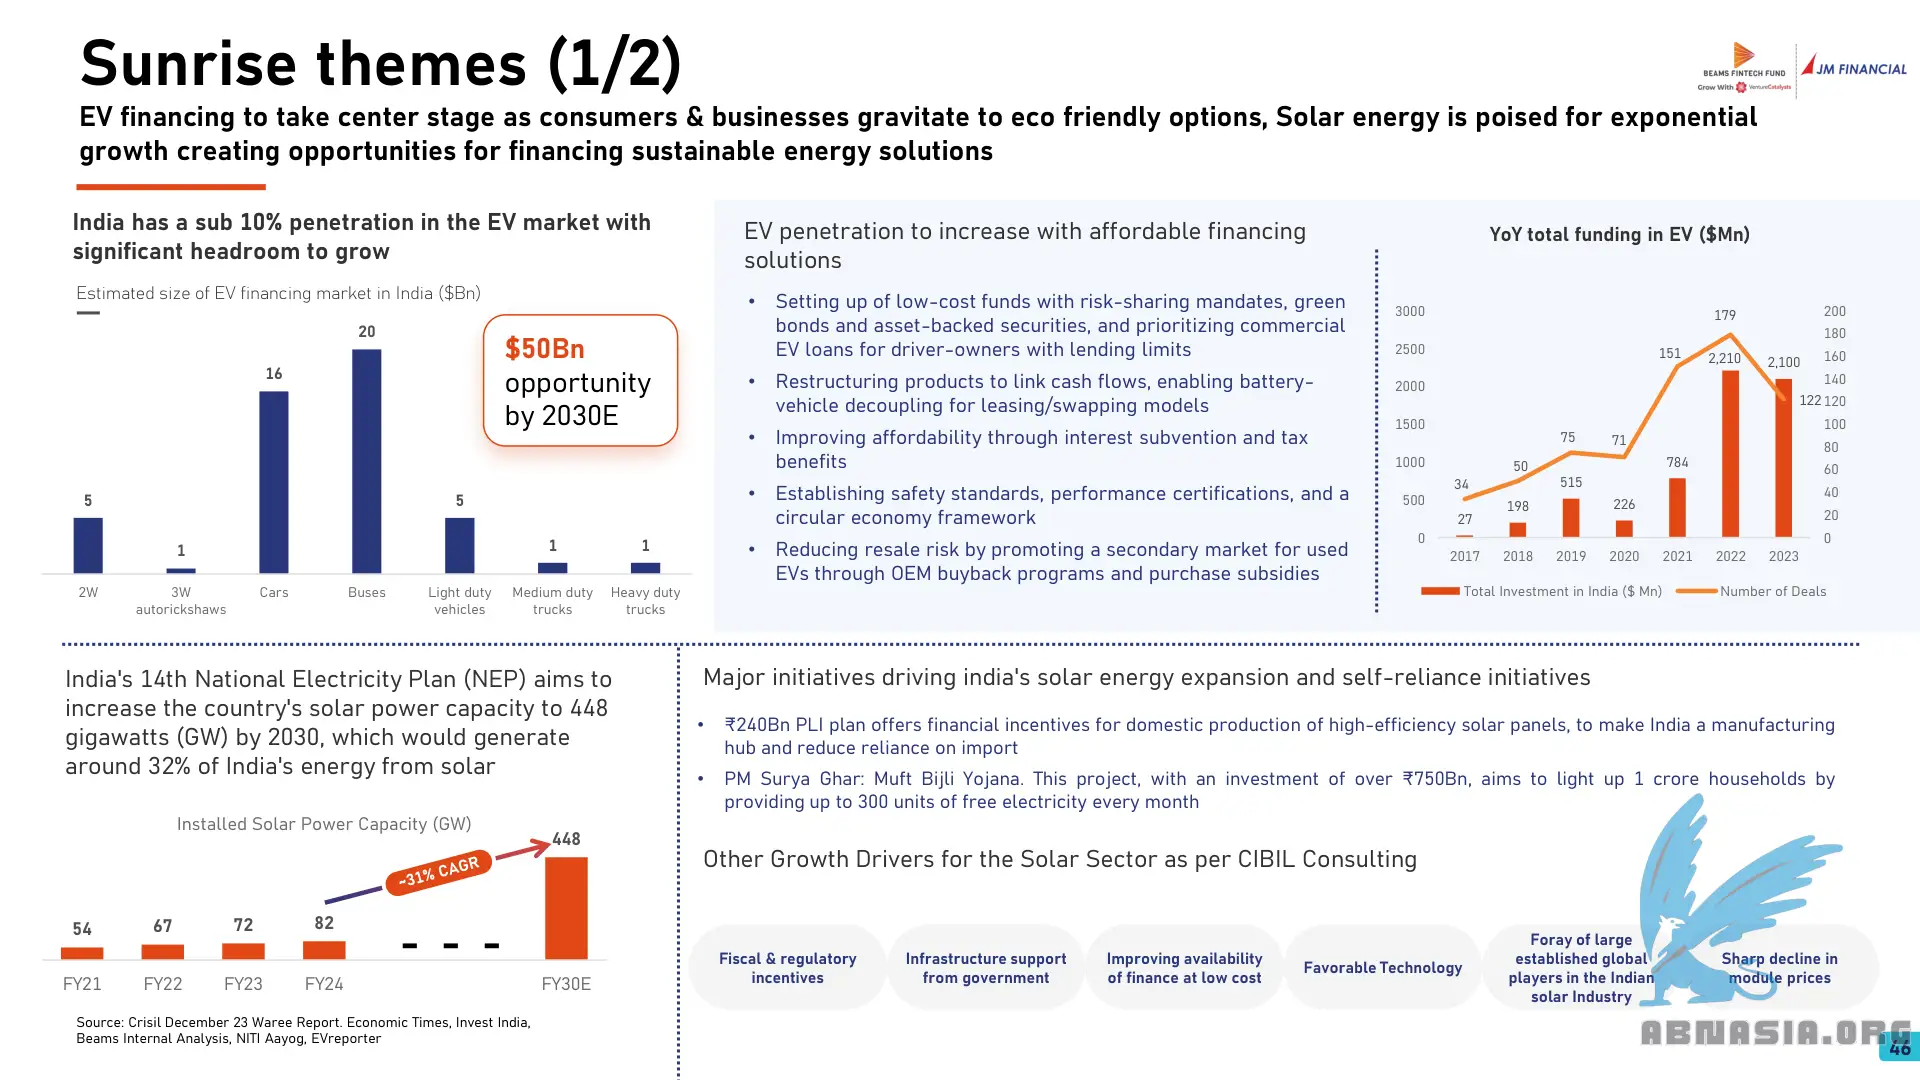 Sunrise themes (1/2)
BEAMS FINTECH FUND
Grow With VentureCatalysts
JM FINANCIAL
EV financing to take center stage as consumers & businesses gravitate to eco friendly options, Solar energy is poised for exponential
growth creating opportunities for financing sustainable energy solutions
India has a sub 10% penetration in the EV market with
significant headroom to grow
Estimated size of EV financing market in India ($Bn)
5
1
16
20
5
1
1
2W
3W
autorickshaws
Cars
Buses
Light duty
vehicles
Medium duty
trucks
Heavy duty
trucks
$50Bn
opportunity
by 2030E
EV penetration to increase with affordable financing
solutions
• Setting up of low-cost funds with risk-sharing mandates, green
bonds and asset-backed securities, and prioritizing commercial
EV loans for driver-owners with lending limits
• Restructuring products to link cash flows, enabling battery-
vehicle decoupling for leasing/swapping models
• Improving affordability through interest subvention and tax
benefits
• Establishing safety standards, performance certifications, and a
circular economy framework
• Reducing resale risk by promoting a secondary market for used
EVs through OEM buyback programs and purchase subsidies
YoY total funding in EV ($Mn)
3000
2500
2000
1500
1000
500
0
200
180
160
140
120
100
80
60
40
20
0
34
50
75
71
151
179
122
27
198
515
226
784
2,210
2,100
2017
2018
2019
2020
2021
2022
2023
Total Investment in India ($ Mn)
Number of Deals
India's 14th National Electricity Plan (NEP) aims to
increase the country's solar power capacity to 448
gigawatts (GW) by 2030, which would generate
around 32% of India's energy from solar
Installed Solar Power Capacity (GW)
54
67
72
82
448
~31% CAGR
FY21
FY22
FY23
FY24
FY30E
Source: Crisil December 23 Waree Report. Economic Times, Invest India,
Beams Internal Analysis, NITI Aayog, EVreporter
Major initiatives driving india's solar energy expansion and self-reliance initiatives
• ₹240Bn PLI plan offers financial incentives for domestic production of high-efficiency solar panels, to make India a manufacturing
hub and reduce reliance on import
• PM Surya Ghar: Muft Bijli Yojana. This project, with an investment of over ₹750Bn, aims to light up 1 crore households by
providing up to 300 units of free electricity every month
Other Growth Drivers for the Solar Sector as per CIBIL Consulting
Fiscal & regulatory
incentives
Infrastructure support
from government
Improving availability
of finance at low cost
Favorable Technology
Foray of large
established global
players in the Indian
solar Industry
Sharp decline in
module prices
ABNASIA.ORG
46